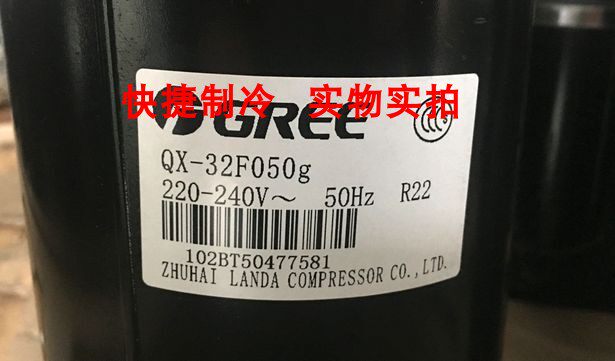 快捷制冷 实物实拍
GREE
CCC
QX-32F050g
220-240V～ 50Hz R22
102BT50477581
ZHUHAI LANDA COMPRESSOR CO.,LTD.